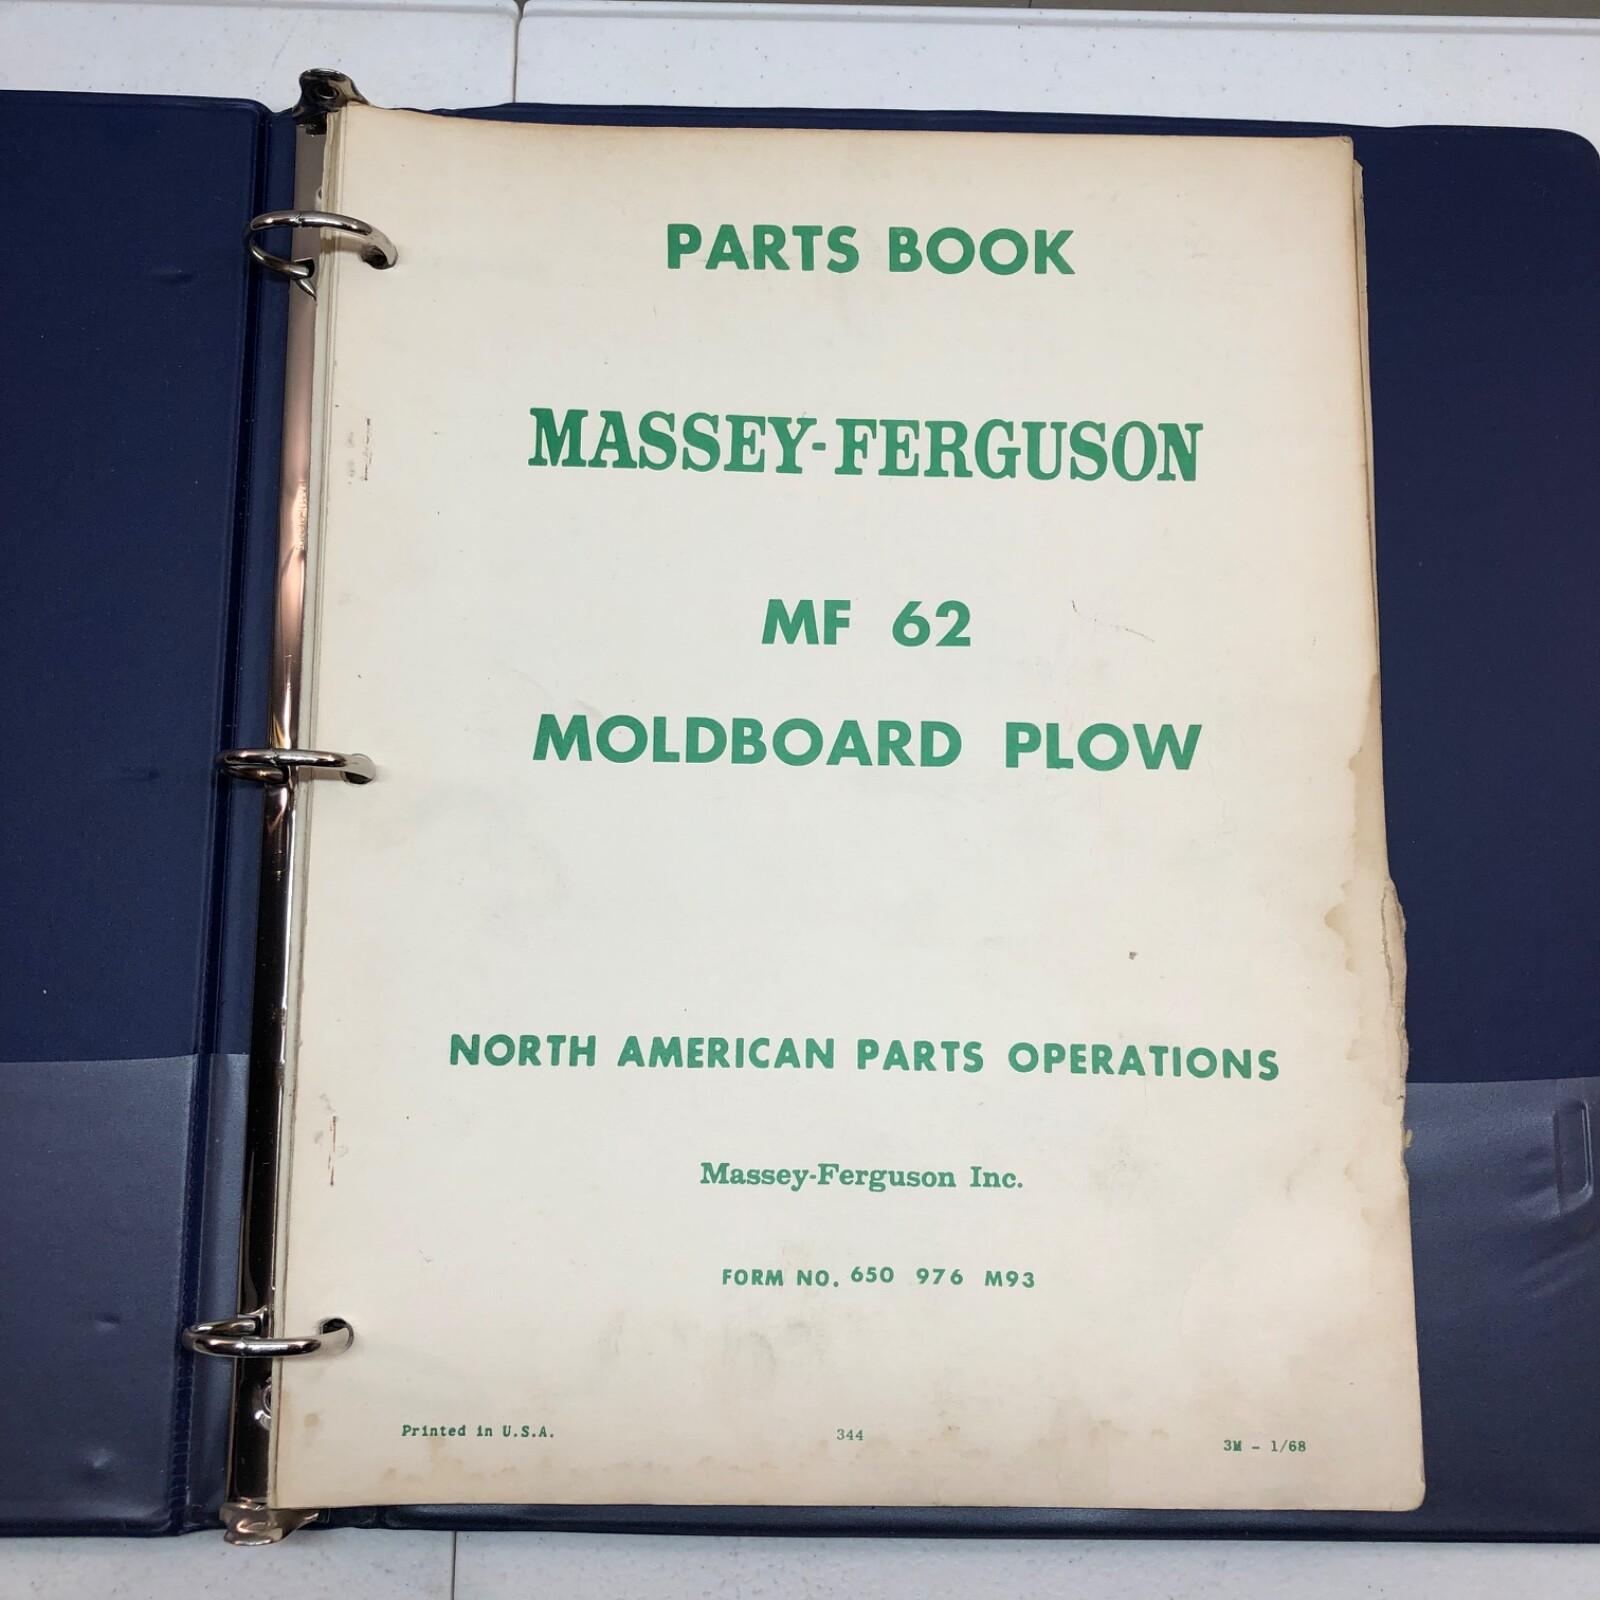 PARTS BOOK
MASSEY-FERGUSON
MF 62
MOLDBOARD PLOW
NORTH AMERICAN PARTS OPERATIONS
Massey-Ferguson Inc.
FORM NO. 650 976 M93
Printed in U.S.A. 344 3M - 1/68